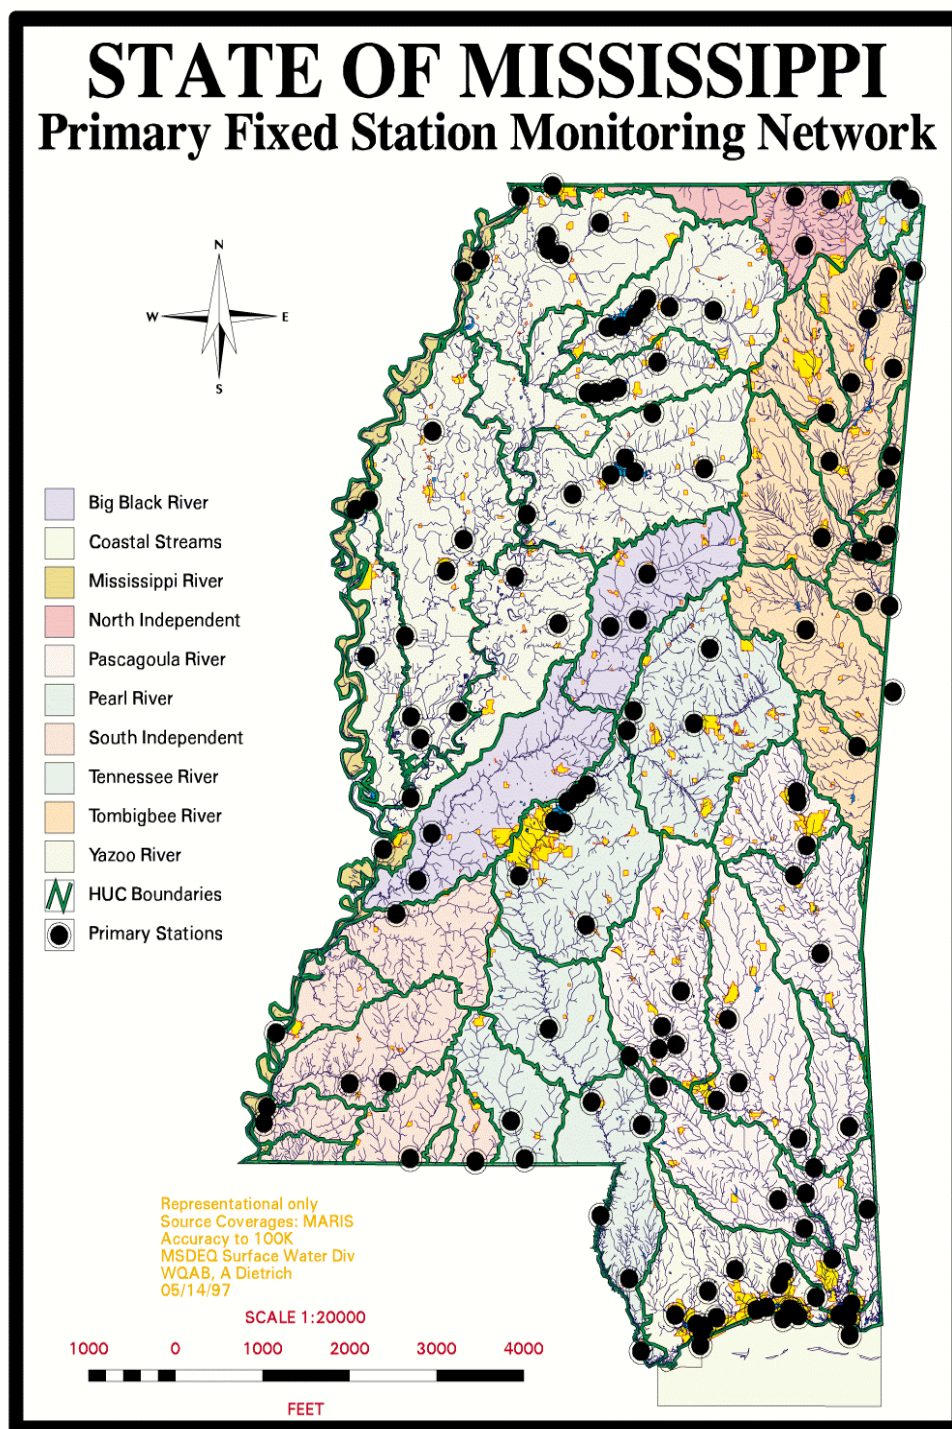 STATE OF MISSISSIPPI
Primary Fixed Station Monitoring Network
N
W
E
S
Big Black River
Coastal Streams
Mississippi River
North Independent
Pascagoula River
Pearl River
South Independent
Tennessee River
Tombigbee River
Yazoo River
HUC Boundaries
Primary Stations
Representational only
Source Coverages: MARIS
Accuracy to 100K
MSDEQ Surface Water Div
WQAB, A Dietrich
05/14/97
SCALE 1:20000
1000 0 1000 2000 3000 4000
FEET